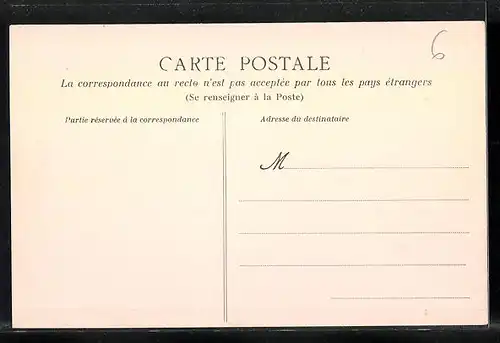 6
CARTE POSTALE
La correspondance au recto n'est pas acceptée par tous les pays étrangers
(Se renseigner à la Poste)
Partie réservée à la correspondance
Adresse du destinataire
M